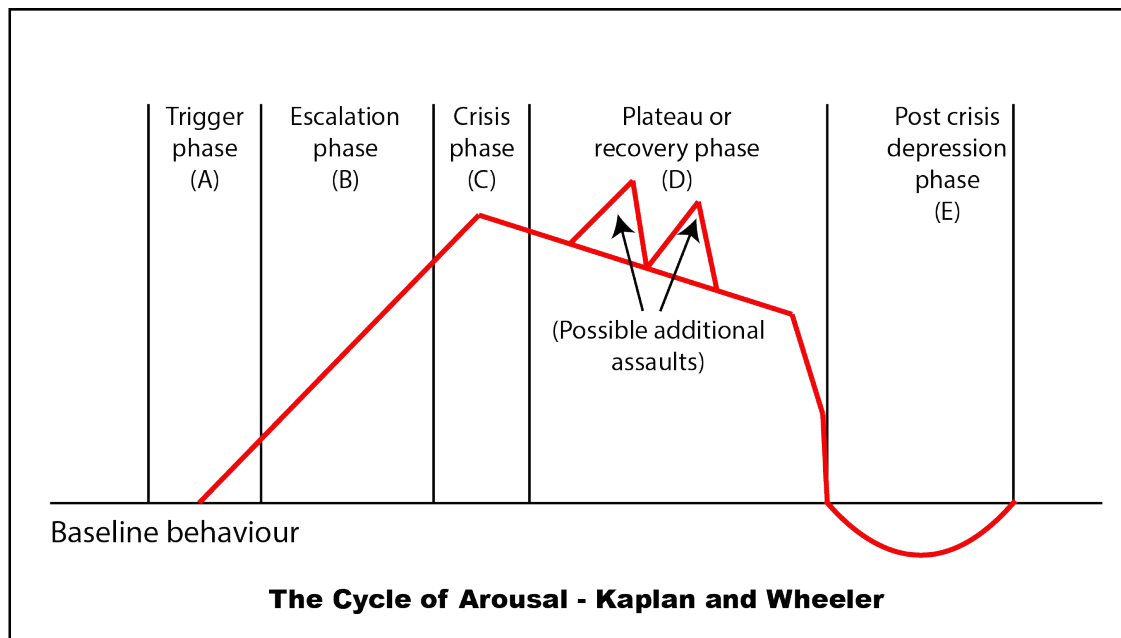 Trigger
phase
(A)
Escalation
phase
(B)
Crisis
phase
(C)
Plateau or
recovery phase
(D)
Post crisis
depression
phase
(E)
(Possible additional
assaults)
Baseline behaviour
The Cycle of Arousal - Kaplan and Wheeler